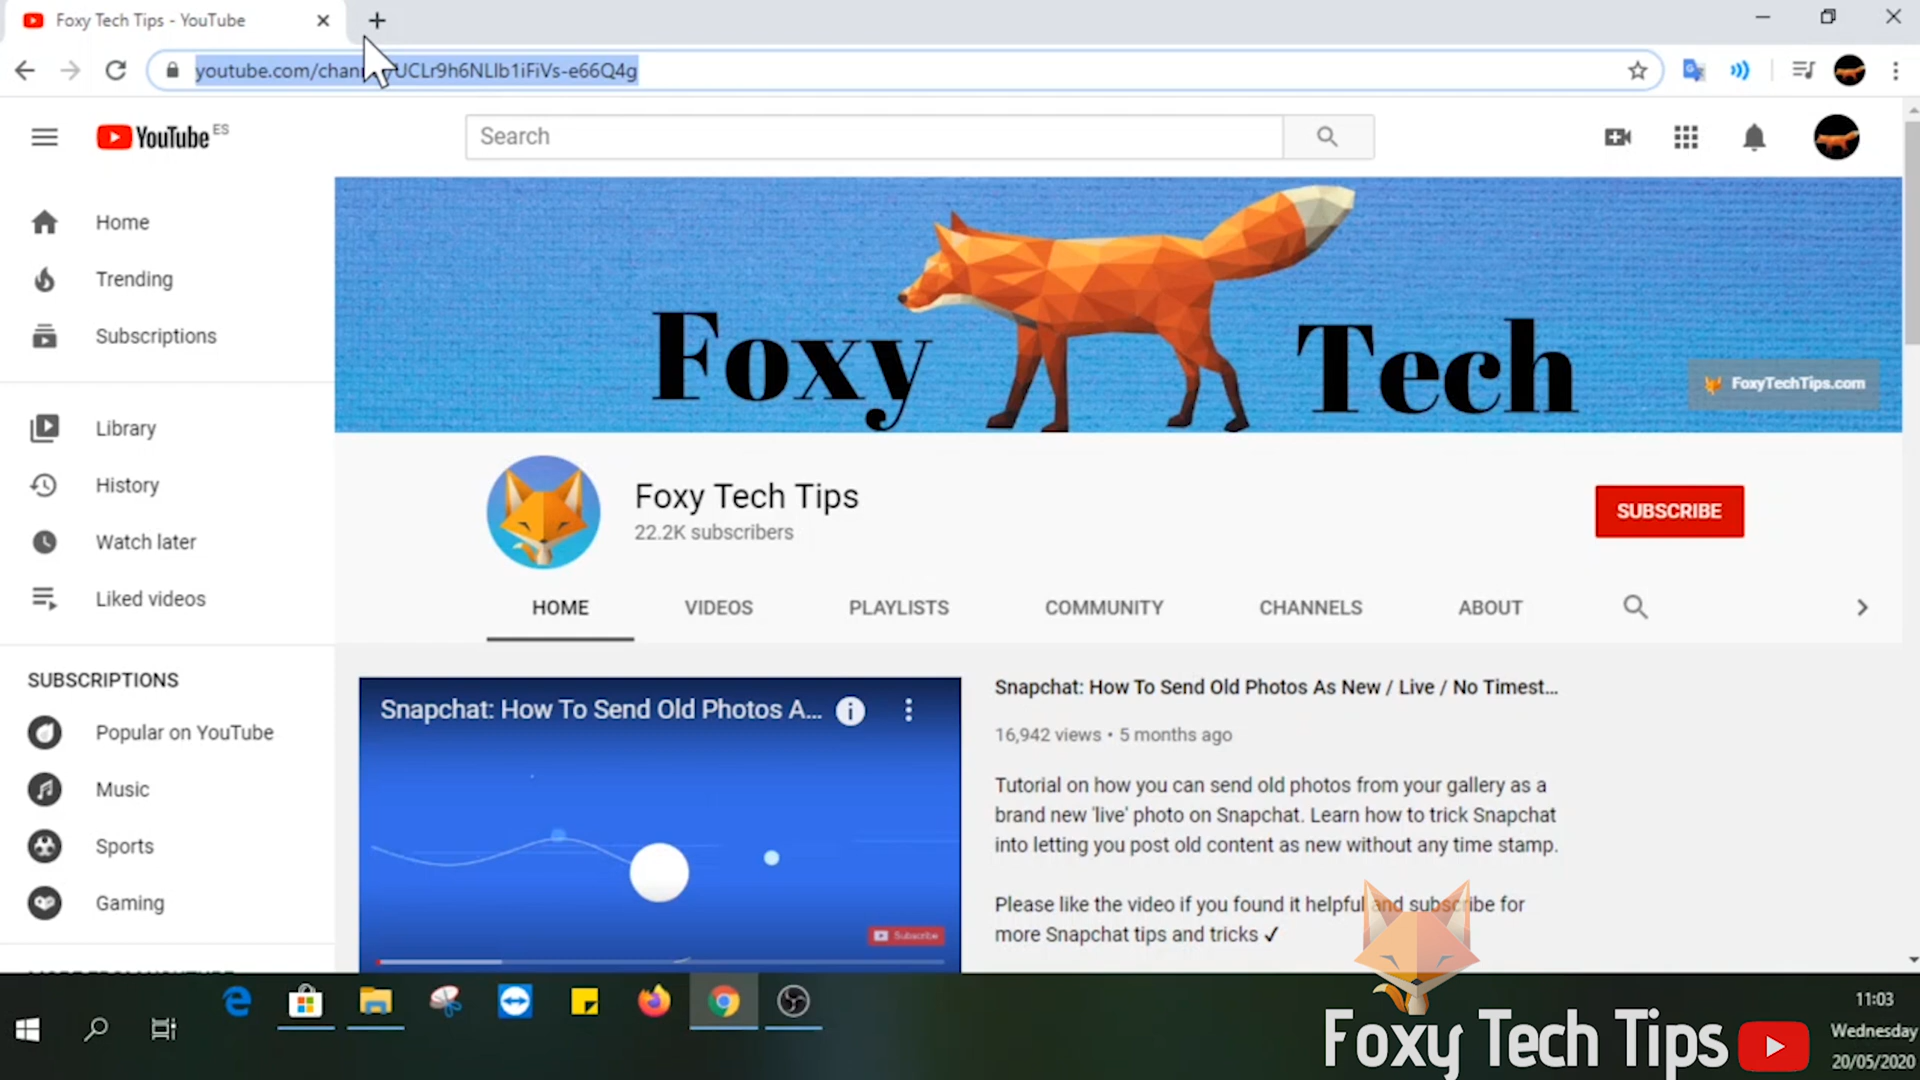 Foxy Tech Tips - YouTube
youtube.com/chann
UCLr9h6NLlb1iFiVs-e66Q4g
YouTube ES
Search
Home
Trending
Subscriptions
Library
History
Watch later
Liked videos
SUBSCRIPTIONS
Popular on YouTube
Music
Sports
Gaming
Foxy Tech
FoxyTechTips.com
Foxy Tech Tips
22.2K subscribers
SUBSCRIBE
HOME VIDEOS PLAYLISTS COMMUNITY CHANNELS ABOUT
Snapchat: How To Send Old Photos A...
Subscribe
Snapchat: How To Send Old Photos As New / Live / No Timest...
16,942 views • 5 months ago
Tutorial on how you can send old photos from your gallery as a
brand new 'live' photo on Snapchat. Learn how to trick Snapchat
into letting you post old content as new without any time stamp.
Please like the video if you found it helpful and subscribe for
more Snapchat tips and tricks ✓
Foxy Tech Tips
11:03
Wednesday
20/05/2020